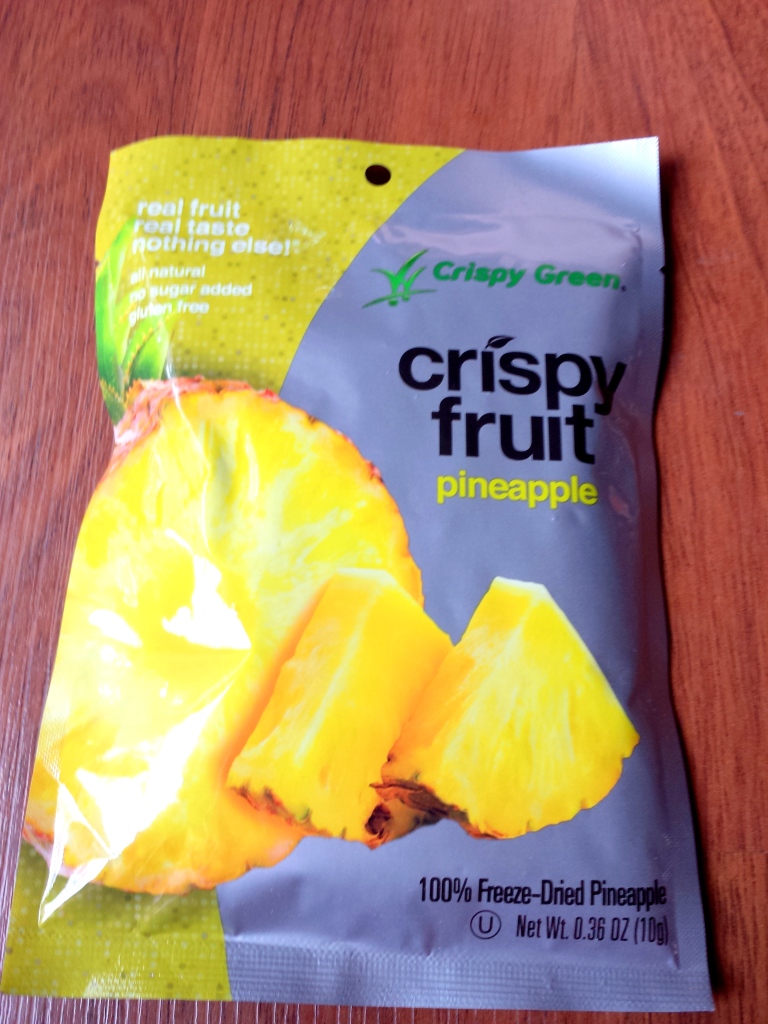 real fruit
real taste
nothing else!™
all natural
no sugar added
gluten free
Crispy Green®
crispy
fruit
pineapple
100% Freeze-Dried Pineapple
U Net Wt. 0.36 OZ (10g)